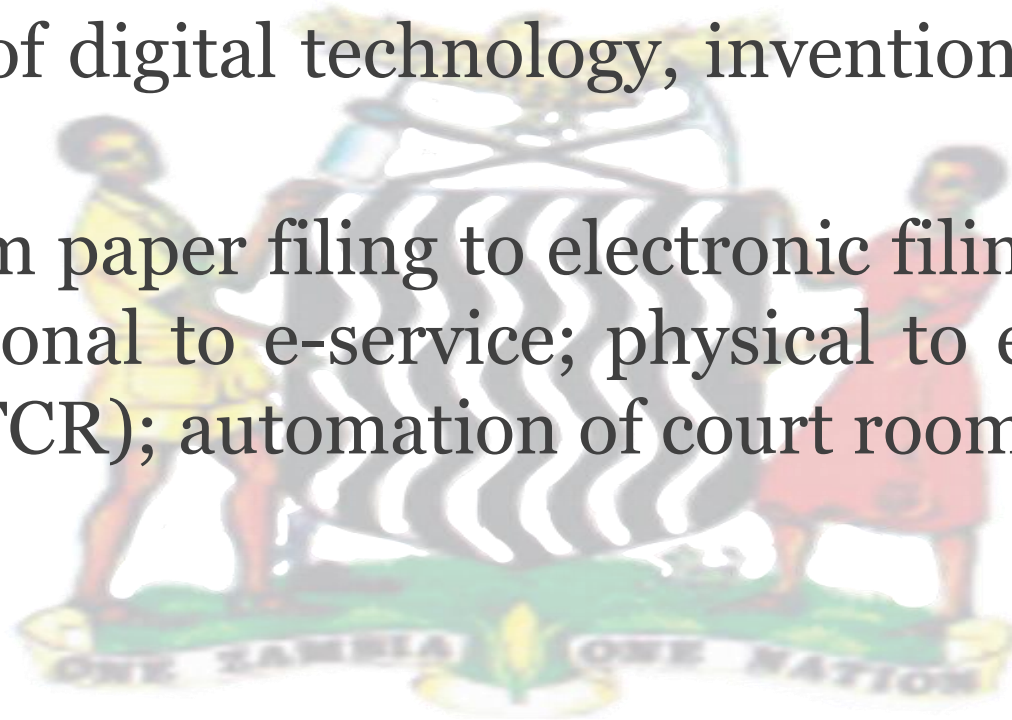 of digital technology, invention
m paper filing to electronic filin
onal to e-service; physical to e
TCR); automation of court room
ONE ZAMBIA ONE NATION